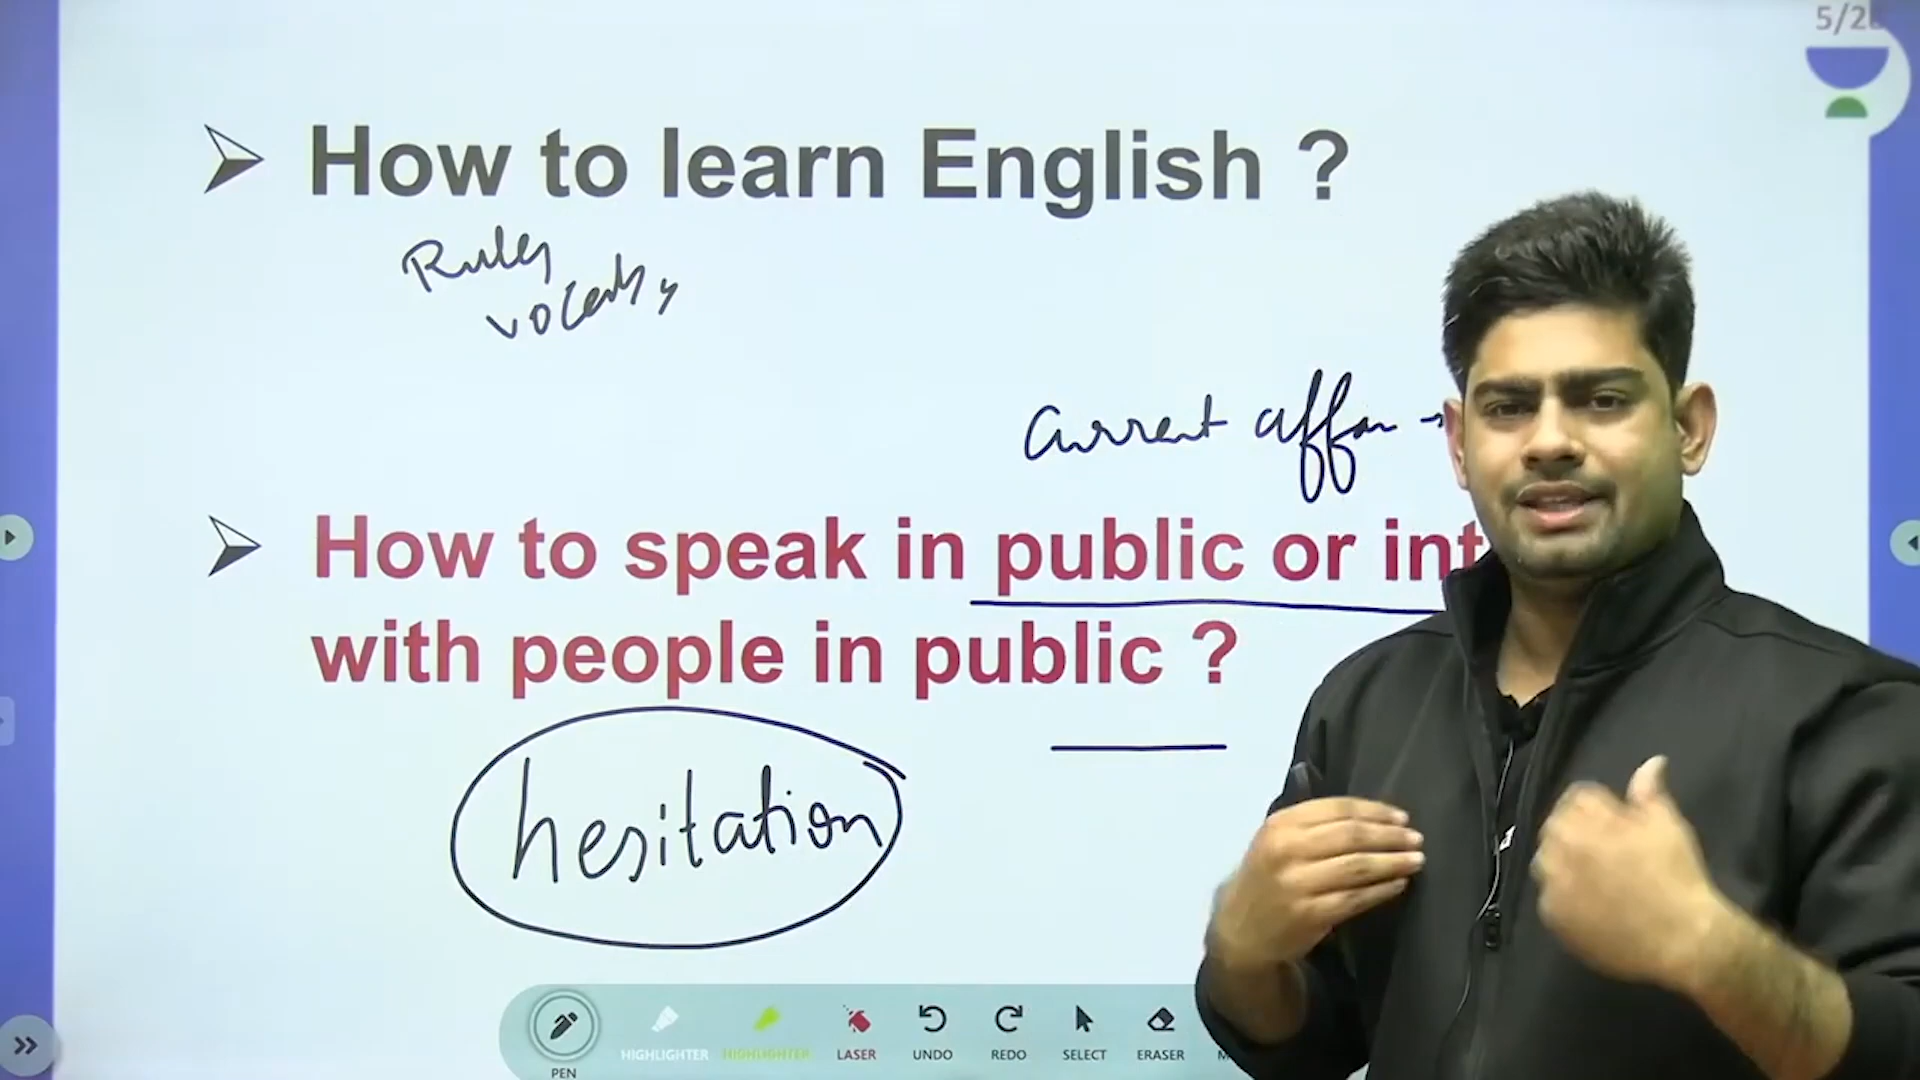 5/2
How to learn English ?
Rules
vocab
Current affair
How to speak in public or int
with people in public ?
hesitation
PEN
HIGHLIGHTER
HIGHLIGHTER
LASER
UNDO
REDO
SELECT
ERASER
M